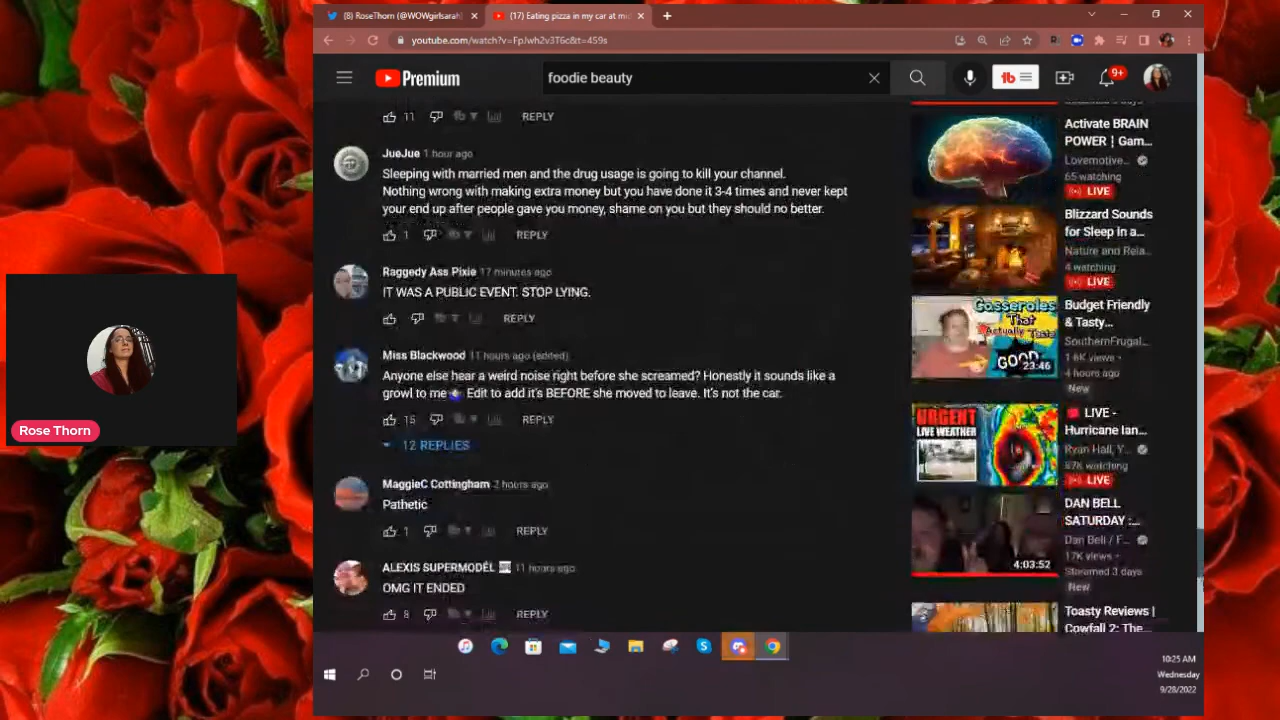 (8) RoseThorn (@WOWgirlsarah)
(17) Eating pizza in my car at mi
youtube.com/watch?v=FpJwh2v3T6c&t=459s
Premium
foodie beauty
9+
11
REPLY
JueJue 1 hour ago
Sleeping with married men and the drug usage is going to kill your channel.
Nothing wrong with making extra money but you have done it 3-4 times and never kept
your end up after people gave you money, shame on you but they should no better.
1 REPLY
Raggedy Ass Pixie 17 minutes ago
IT WAS A PUBLIC EVENT. STOP LYING.
REPLY
Miss Blackwood 11 hours ago (edited)
Anyone else hear a weird noise right before she screamed? Honestly it sounds like a
growl to me Edit to add it's BEFORE she moved to leave. It's not the car.
15 REPLY
12 REPLIES
MaggieC Cottingham 2 hours ago
Pathetic
1 REPLY
ALEXIS SUPERMODEL 11 hours ago
OMG IT ENDED
8 REPLY
Activate BRAIN
POWER ¦ Gam...
Lovemotive...
65 watching
LIVE
Blizzard Sounds
for Sleep in a...
Nature and Rela...
4 watching
LIVE
Casseroles
That
Actually Taste
GOOD
23:46
Budget Friendly
& Tasty...
SouthernFrugal...
1.6K views •
4 hours ago
New
URGENT
LIVE WEATHER
LIVE -
Hurricane Ian...
Ryan Hall, Y...
57K watching
LIVE
4:03:52
DAN BELL
SATURDAY :...
Dan Bell / F...
17K views •
Streamed 3 days
New
Toasty Reviews |
Cowfall 2: The...
Rose Thorn
10:25 AM
Wednesday
9/28/2022